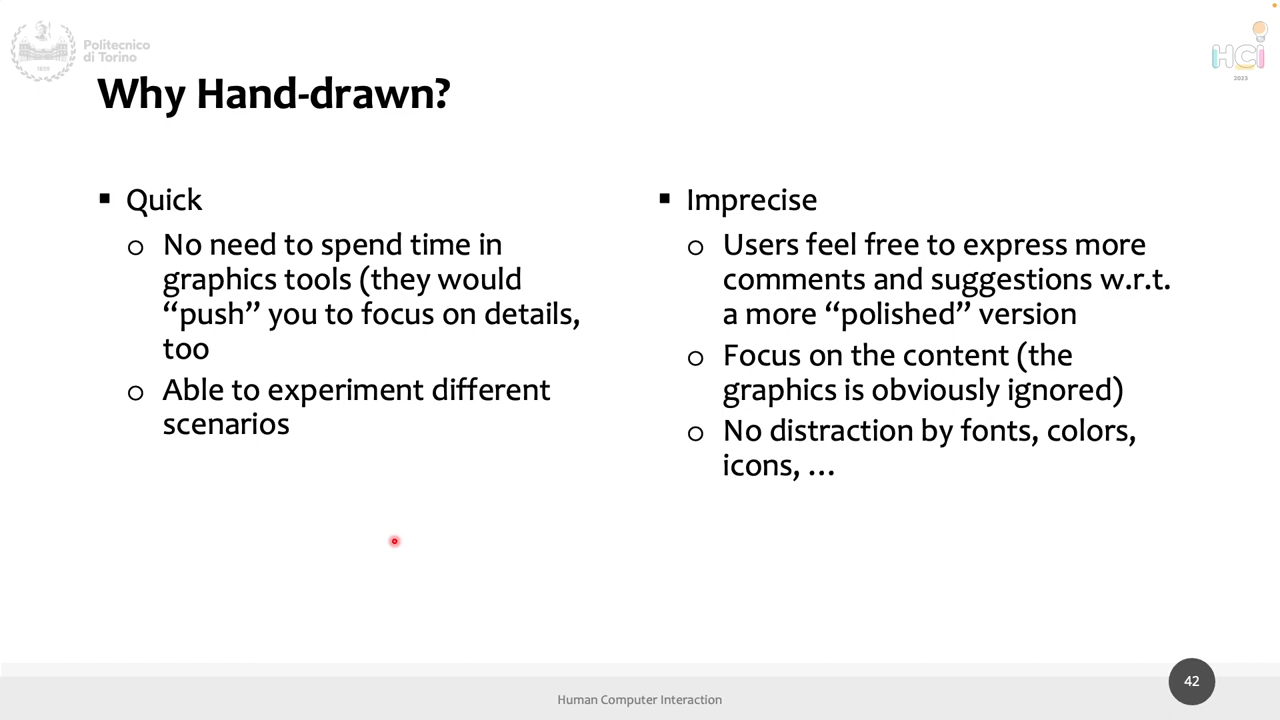 Politecnico
di Torino
1859
HCI
2023
Why Hand-drawn?
▪ Quick
o No need to spend time in
graphics tools (they would
“push” you to focus on details,
too
o Able to experiment different
scenarios
▪ Imprecise
o Users feel free to express more
comments and suggestions w.r.t.
a more “polished” version
o Focus on the content (the
graphics is obviously ignored)
o No distraction by fonts, colors,
icons, …
Human Computer Interaction
42